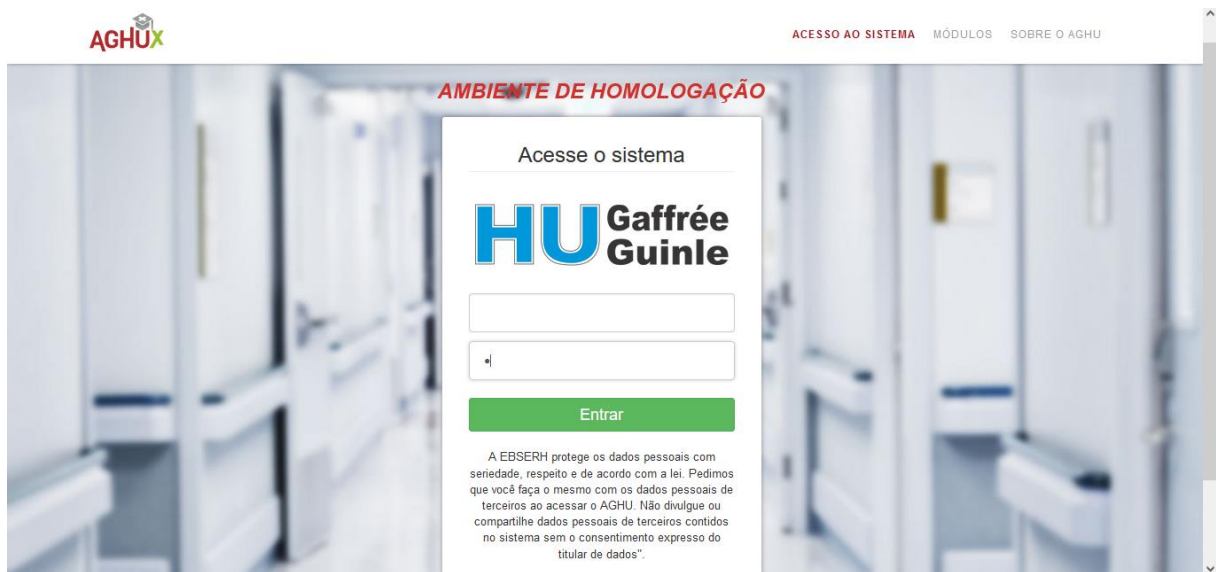 AGHUX
ACESSO AO SISTEMA MÓDULOS SOBRE O AGHU
AMBIENTE DE HOMOLOGAÇÃO
Acesse o sistema
HU Gaffrée
Guinle
Entrar
A EBSERH protege os dados pessoais com
seriedade, respeito e de acordo com a lei. Pedimos
que você faça o mesmo com os dados pessoais de
terceiros ao acessar o AGHU. Não divulgue ou
compartilhe dados pessoais de terceiros contidos
no sistema sem o consentimento expresso do
titular de dados".